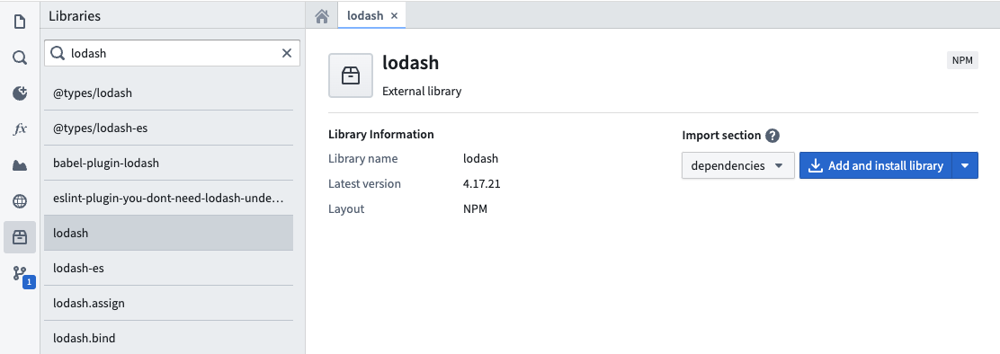 Libraries
lodash
@types/lodash
@types/lodash-es
babel-plugin-lodash
eslint-plugin-you-dont-need-lodash-unde...
lodash
lodash-es
lodash.assign
lodash.bind
fx
1
lodash ×
lodash
External library
NPM
Library Information
Library name lodash
Latest version 4.17.21
Layout NPM
Import section ?
dependencies
Add and install library